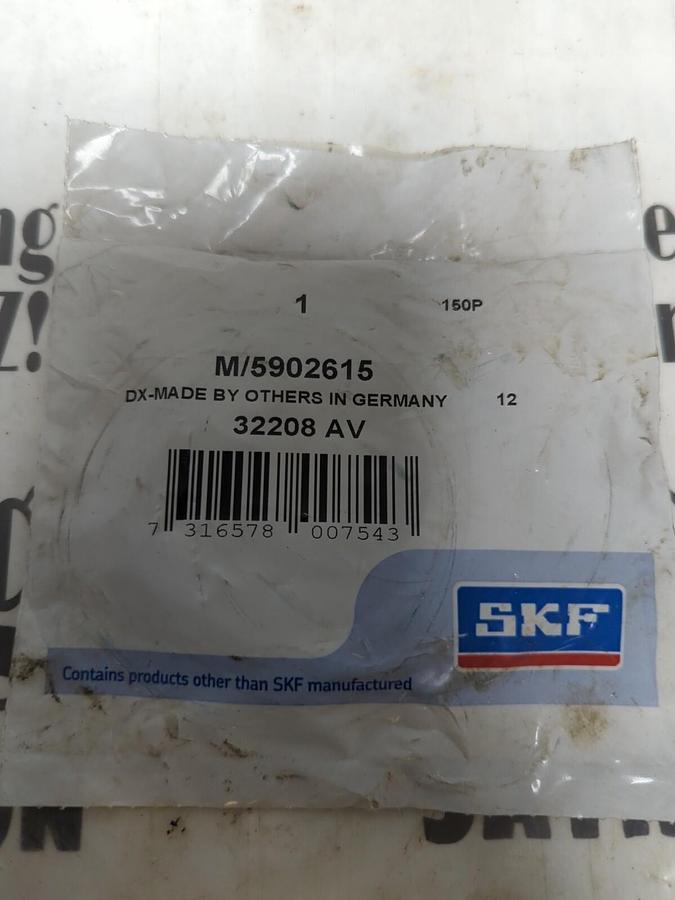 1 150P
M/5902615
DX-MADE BY OTHERS IN GERMANY 12
32208 AV
7 316578 007543
SKF
Contains products other than SKF manufactured